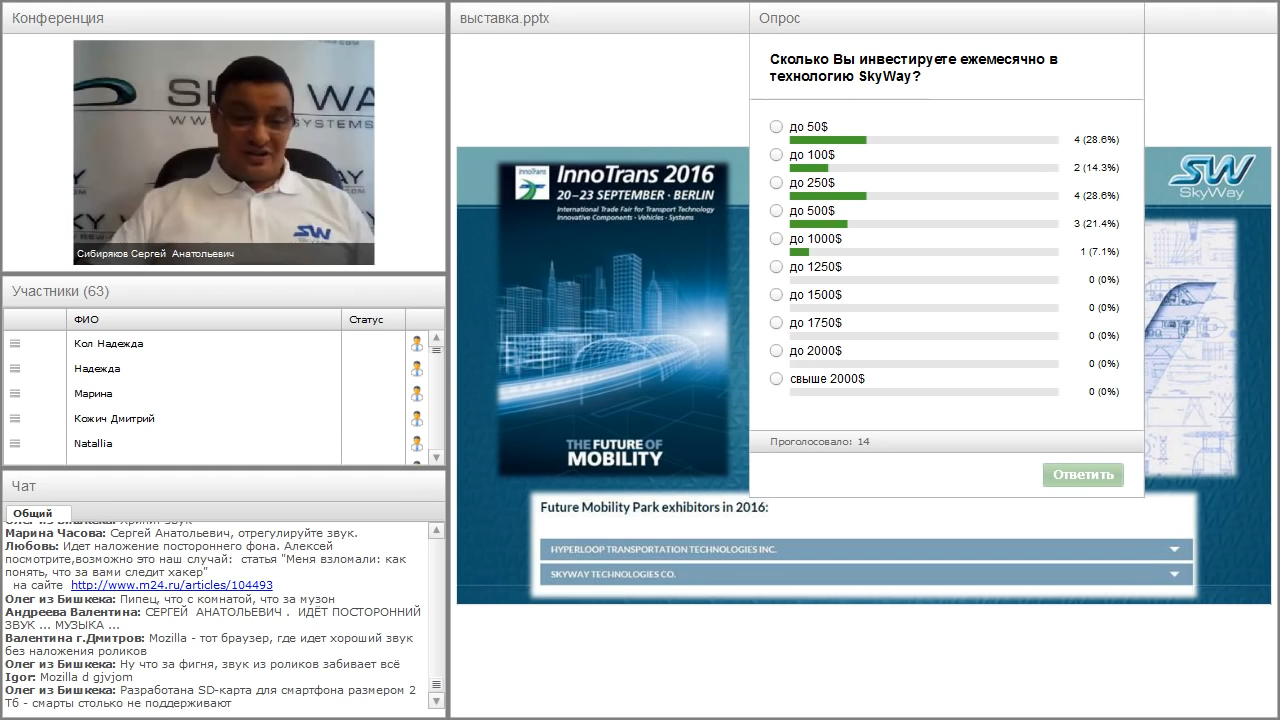 Конференция
SKY WAY
Сибиряков Сергей Анатольевич
Участники (63)
ФИО
Статус
Кол Надежда
Надежда
Марина
Кожич Дмитрий
Natallia
Чат
Общий
Олег из Бишкека: Хрипит звук
Марина Часова: Сергей Анатольевич, отрегулируйте звук.
Любовь: Идет наложение постороннего фона. Алексей
посмотрите,возможно это наш случай: статья "Меня взломали: как
понять, что за вами следит хакер"
на сайте http://www.m24.ru/articles/104493
Олег из Бишкека: Пипец, что с комнатой, что за музон
Андреева Валентина: СЕРГЕЙ АНАТОЛЬЕВИЧ . ИДЁТ ПОСТОРОННИЙ
ЗВУК ... МУЗЫКА ...
Валентина г.Дмитров: Mozilla - тот браузер, где идет хороший звук
без наложения роликов
Олег из Бишкека: Ну что за фигня, звук из роликов забивает всё
Igor: Mozilla d gjvjom
Олег из Бишкека: Разработана SD-карта для смартфона размером 2
Тб - смарты столько не поддерживают
выставка.pptx
InnoTrans 2016
20–23 SEPTEMBER · BERLIN
International Trade Fair for Transport Technology
Innovative Components · Vehicles · Systems
THE FUTURE OF
MOBILITY
SW
SkyWay
Future Mobility Park exhibitors in 2016:
HYPERLOOP TRANSPORTATION TECHNOLOGIES INC.
SKYWAY TECHNOLOGIES CO.
Опрос
Сколько Вы инвестируете ежемесячно в
технологию SkyWay?
до 50$
4 (28.6%)
до 100$
2 (14.3%)
до 250$
4 (28.6%)
до 500$
3 (21.4%)
до 1000$
1 (7.1%)
до 1250$
0 (0%)
до 1500$
0 (0%)
до 1750$
0 (0%)
до 2000$
0 (0%)
свыше 2000$
0 (0%)
Проголосовало: 14
Ответить